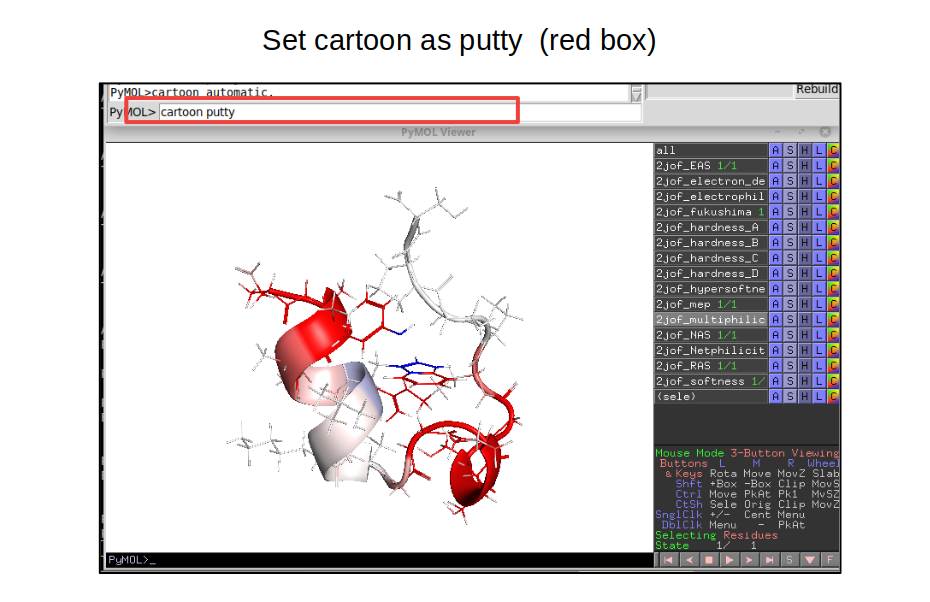 Set cartoon as putty  (red box)
PyMOL>cartoon automatic,
Rebuild
PyMOL> cartoon putty
PyMOL Viewer
all A S H L C
2jof_EAS 1/1 A S H L C
2jof_electron_de A S H L C
2jof_electrophil A S H L C
2jof_fukushima 1 A S H L C
2jof_hardness_A A S H L C
2jof_hardness_B A S H L C
2jof_hardness_C A S H L C
2jof_hardness_D A S H L C
2jof_hypersoftne A S H L C
2jof_mep 1/1 A S H L C
2jof_multiphilic A S H L C
2jof_NAS 1/1 A S H L C
2jof_Netphilicit A S H L C
2jof_RAS 1/1 A S H L C
2jof_softness 1/ A S H L C
(sele) A S H L C
Mouse Mode 3-Button Viewing
Buttons L M R Wheel
& Keys Rota Move MovZ Slab
Shft +Box -Box Clip MovS
Ctrl Move PkAt Pk1 MvSZ
CtSh Sele Orig Clip MovZ
SnglClk +/- Cent Menu
DblClk Menu - PkAt
Selecting Residues
State 1/ 1
PyMOL>_
S F